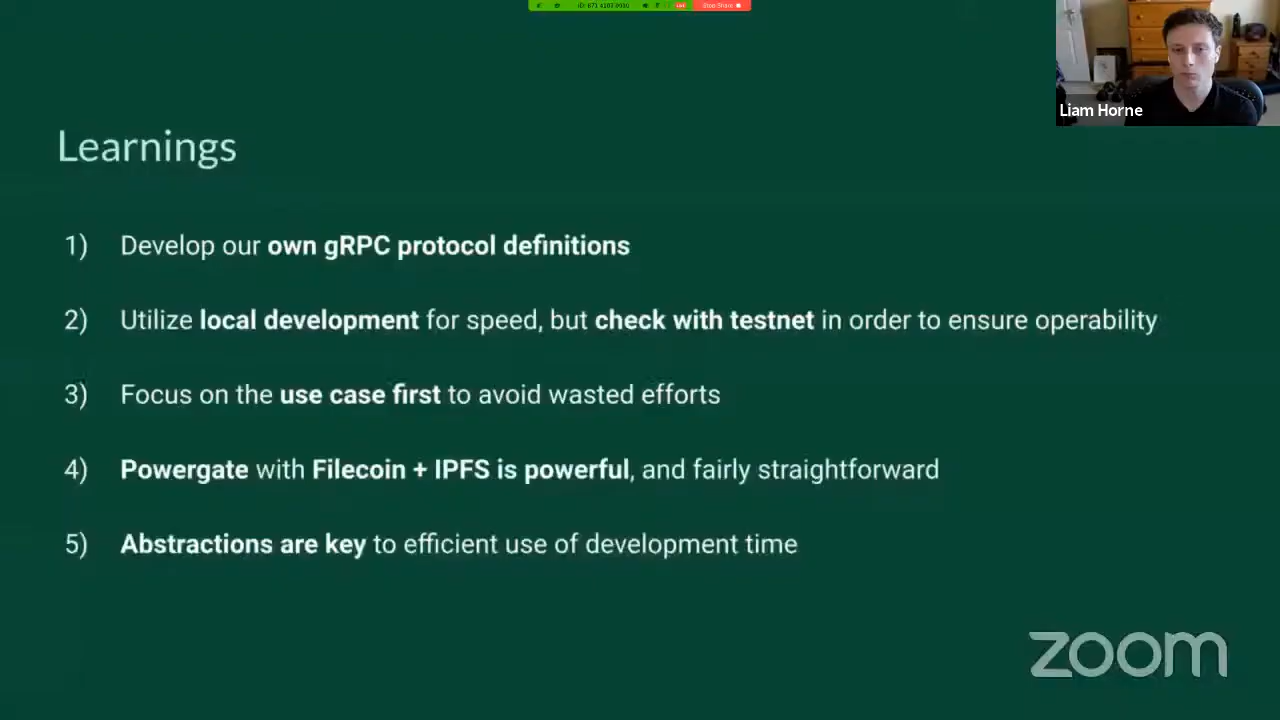 Liam Horne
Learnings
1) Develop our own gRPC protocol definitions
2) Utilize local development for speed, but check with testnet in order to ensure operability
3) Focus on the use case first to avoid wasted efforts
4) Powergate with Filecoin + IPFS is powerful, and fairly straightforward
5) Abstractions are key to efficient use of development time
zoom